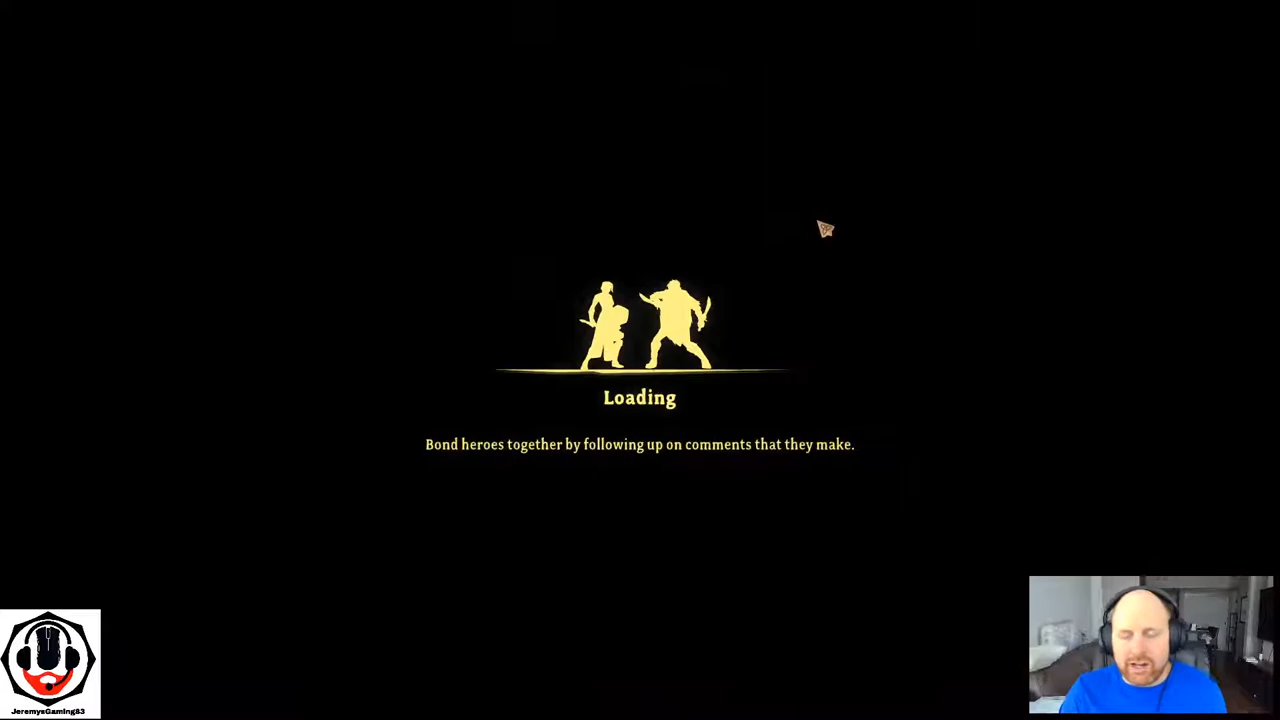 Loading
Bond heroes together by following up on comments that they make.
JeremysGaming83